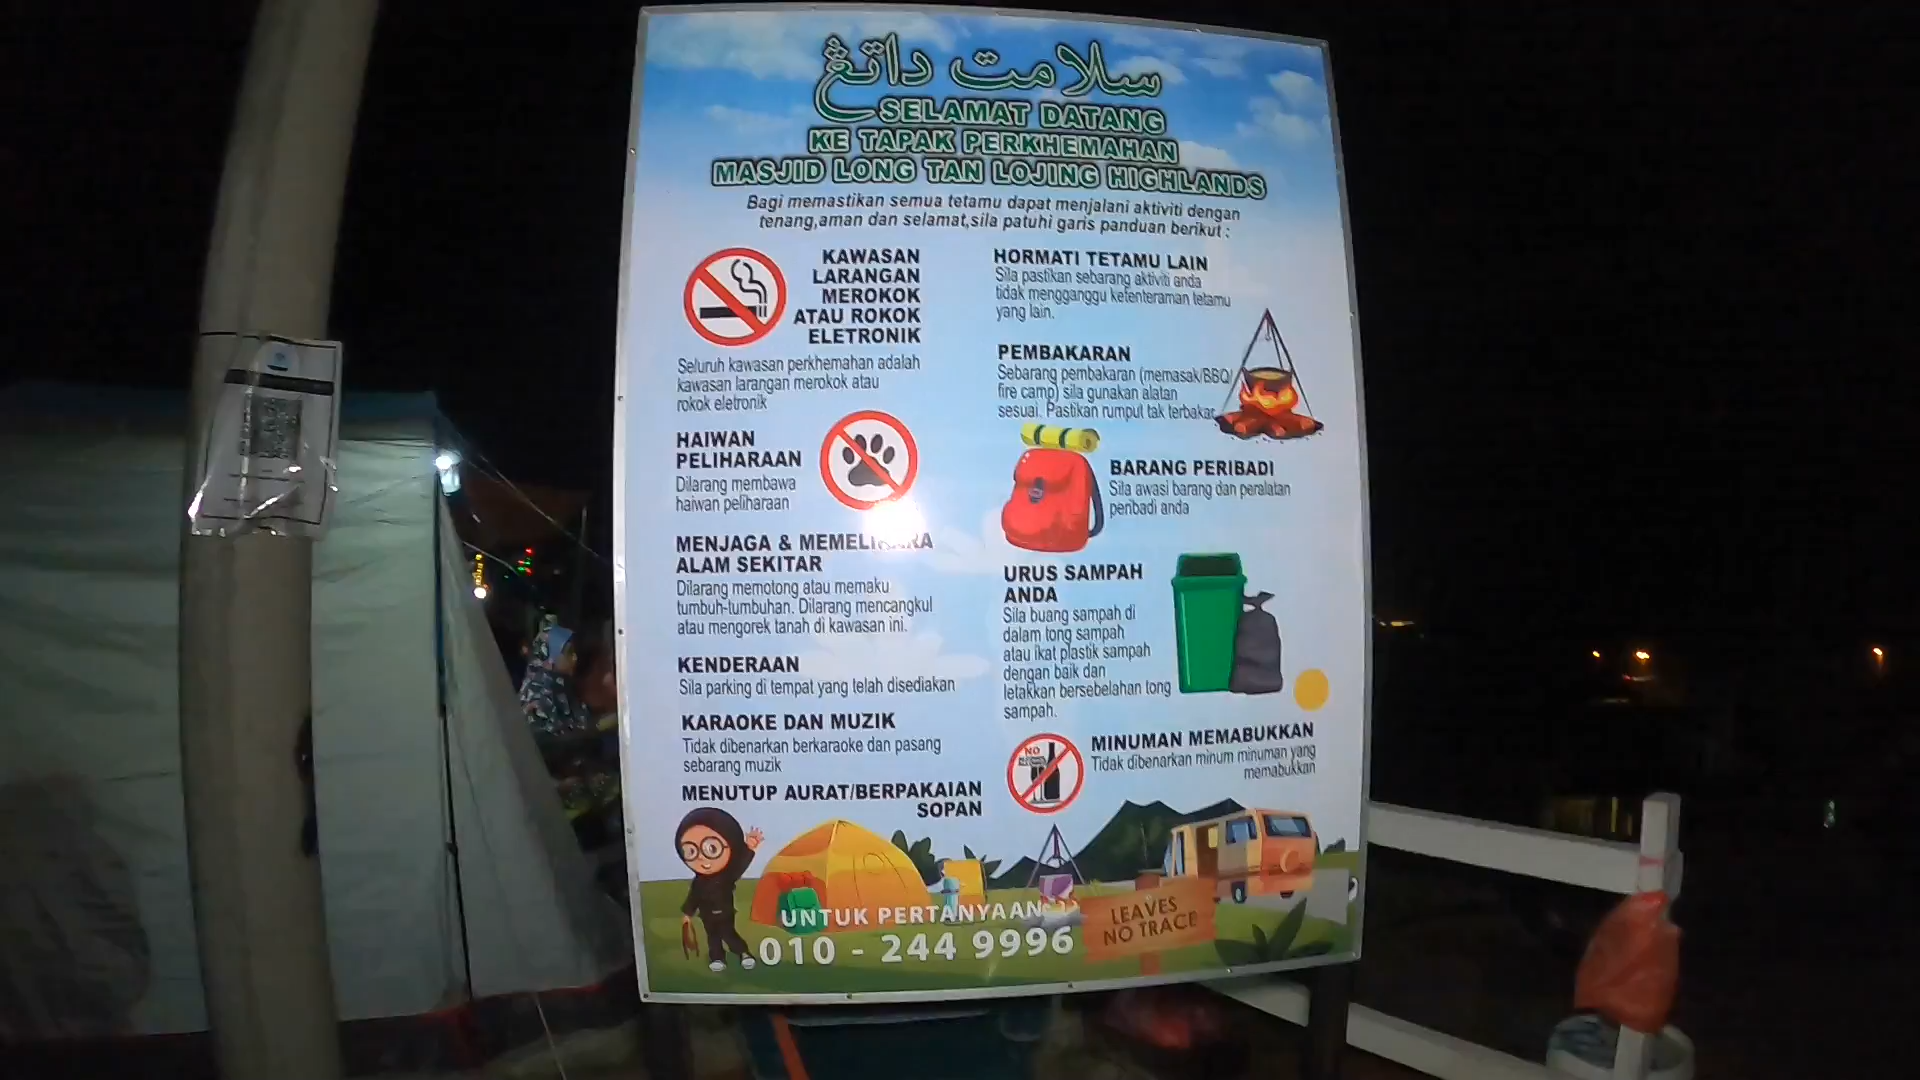 سلامت داتڠ
SELAMAT DATANG
KE TAPAK PERKHEMAHAN
MASJID LONG TAN LOJING HIGHLANDS
Bagi memastikan semua tetamu dapat menjalani aktiviti dengan
tenang,aman dan selamat,sila patuhi garis panduan berikut :
KAWASAN
LARANGAN
MEROKOK
ATAU ROKOK
ELETRONIK
Seluruh kawasan perkhemahan adalah
kawasan larangan merokok atau
rokok eletronik
HAIWAN
PELIHARAAN
Dilarang membawa
haiwan peliharaan
MENJAGA & MEMELIHARA
ALAM SEKITAR
Dilarang memotong atau memaku
tumbuh-tumbuhan. Dilarang mencangkul
atau mengorek tanah di kawasan ini.
KENDERAAN
Sila parking di tempat yang telah disediakan
KARAOKE DAN MUZIK
Tidak dibenarkan berkaraoke dan pasang
sebarang muzik
MENUTUP AURAT/BERPAKAIAN
SOPAN
HORMATI TETAMU LAIN
Sila pastikan sebarang aktiviti anda
tidak mengganggu ketenteraman tetamu
yang lain.
PEMBAKARAN
Sebarang pembakaran (memasak/BBQ/
fire camp) sila gunakan alatan
sesuai. Pastikan rumput tak terbakar
BARANG PERIBADI
Sila awasi barang dan peralatan
peribadi anda
URUS SAMPAH
ANDA
Sila buang sampah di
dalam tong sampah
atau ikat plastik sampah
dengan baik dan
letakkan bersebelahan tong
sampah.
MINUMAN MEMABUKKAN
Tidak dibenarkan minum minuman yang
memabukkan
NO
UNTUK PERTANYAAN
010 - 244 9996
LEAVES
NO TRACE